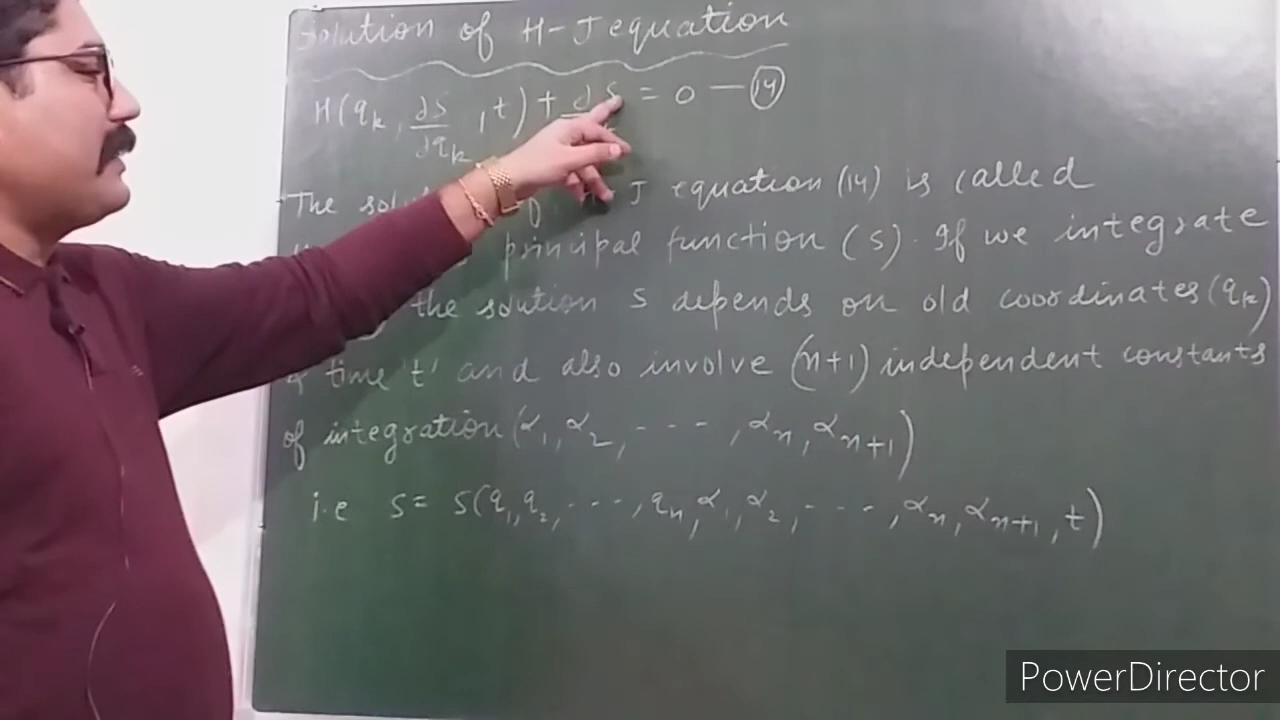 Solution of H-J equation
H(qk, ∂S/∂qk, t) + ∂S = 0 — (14)
The of J equation (14) is called
principal function (S). If we integrate
the solution S depends on old coordinates (qk)
& time 't' and also involve (n+1) independent constants
of integration (α1, α2, - - - -, αn, αn+1)
i.e S = S(q1, q2, - - - -, qn, α1, α2, - - - -, αn, αn+1, t)
PowerDirector